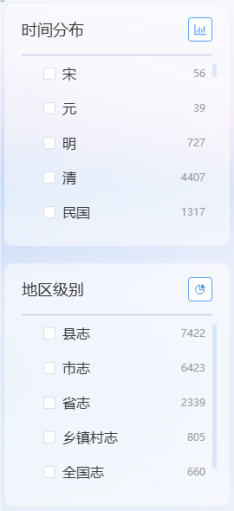 时间分布
宋 56
元 39
明 727
清 4407
民国 1317
地区级别
县志 7422
市志 6423
省志 2339
乡镇村志 805
全国志 660